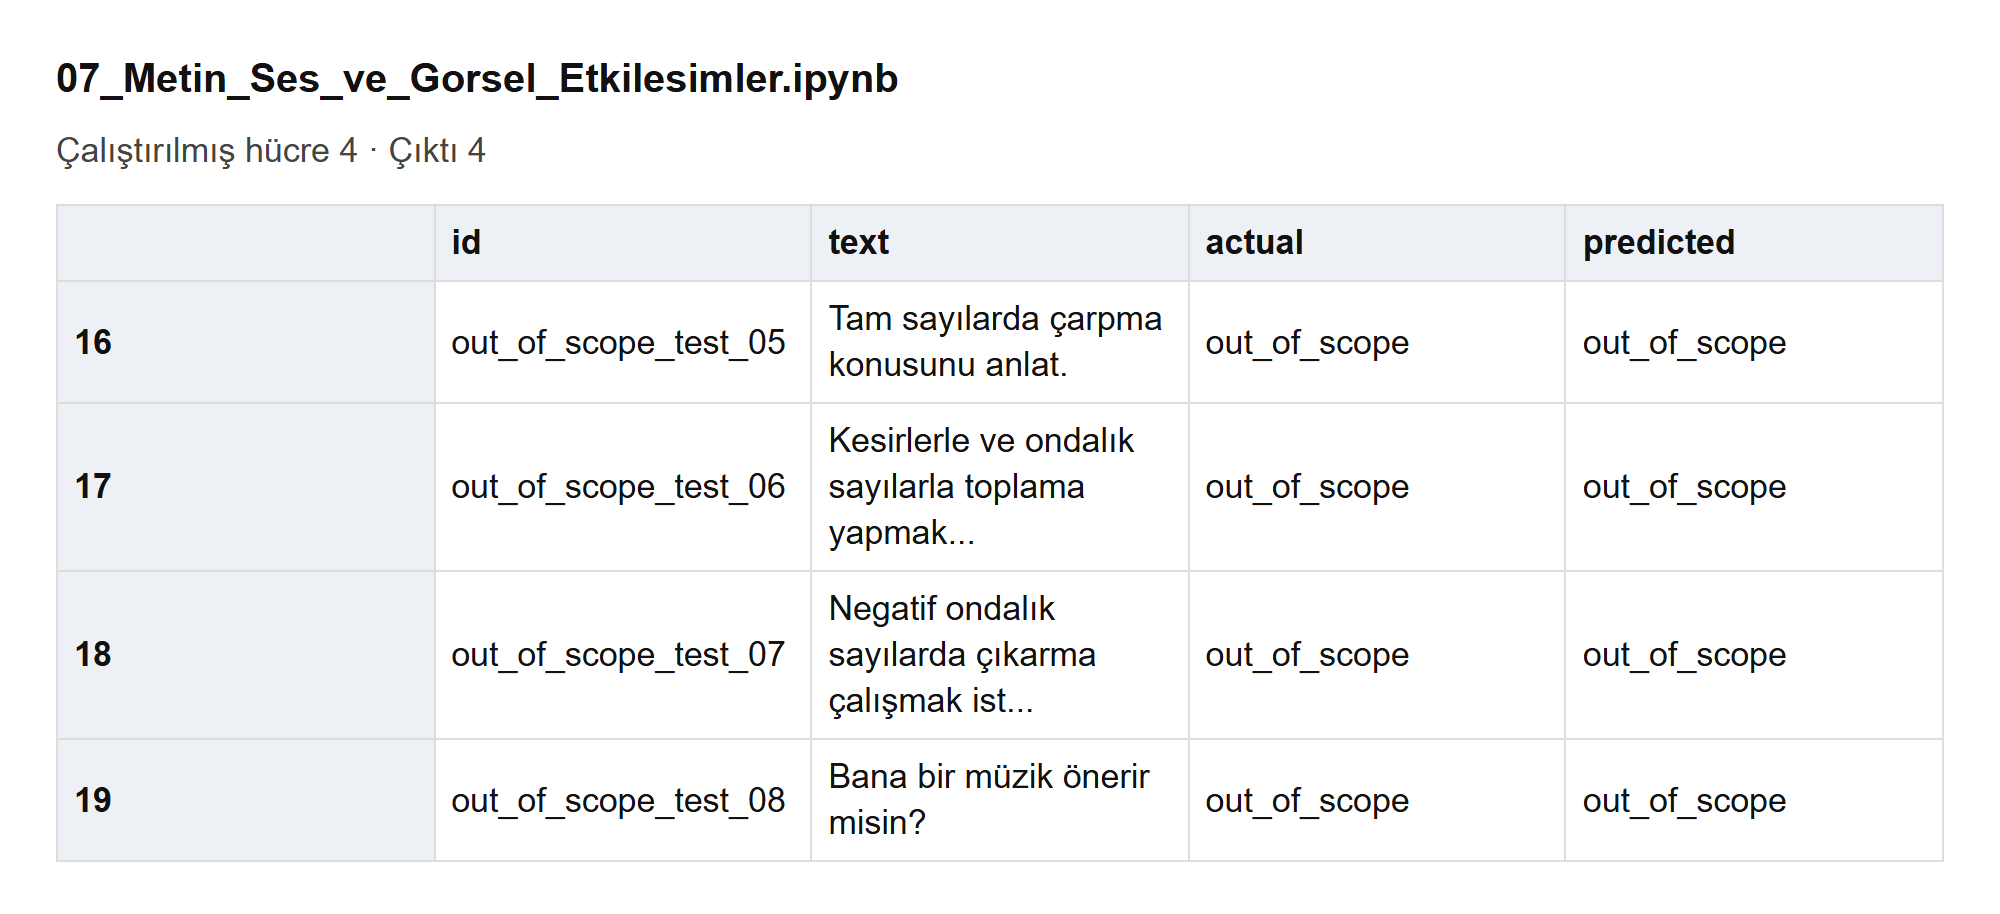 07_Metin_Ses_ve_Gorsel_Etkilesimler.ipynb
Çalıştırılmış hücre 4 · Çıktı 4
id text actual predicted
16 out_of_scope_test_05 Tam sayılarda çarpma
konusunu anlat. out_of_scope out_of_scope
17 out_of_scope_test_06 Kesirlerle ve ondalık
sayılarla toplama
yapmak... out_of_scope out_of_scope
18 out_of_scope_test_07 Negatif ondalık
sayılarda çıkarma
çalışmak ist... out_of_scope out_of_scope
19 out_of_scope_test_08 Bana bir müzik önerir
misin? out_of_scope out_of_scope